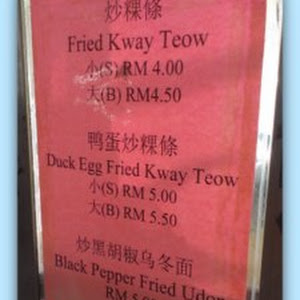 炒粿條
Fried Kway Teow
小(S) RM 4.00
大(B) RM4.50
鸭蛋炒粿條
Duck Egg Fried Kway Teow
小(S) RM 5.00
大(B) RM 5.50
炒黑胡椒乌冬面
Black Pepper Fried Udon
RM